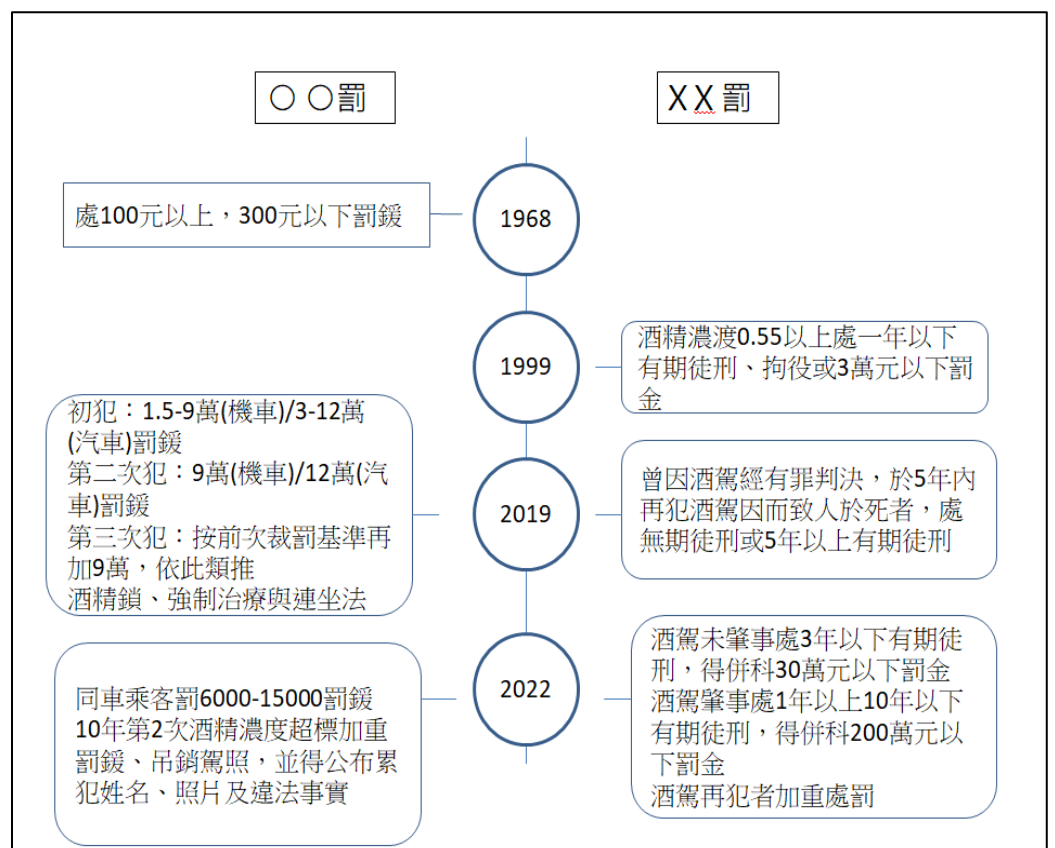 〇 〇罰
X X 罰
處100元以上，300元以下罰鍰
1968
1999
酒精濃渡0.55以上處一年以下
有期徒刑、拘役或3萬元以下罰
金
初犯：1.5-9萬(機車)/3-12萬
(汽車)罰鍰
第二次犯：9萬(機車)/12萬(汽
車)罰鍰
第三次犯：按前次裁罰基準再
加9萬，依此類推
酒精鎖、強制治療與連坐法
2019
曾因酒駕經有罪判決，於5年內
再犯酒駕因而致人於死者，處
無期徒刑或5年以上有期徒刑
同車乘客罰6000-15000罰鍰
10年第2次酒精濃度超標加重
罰鍰、吊銷駕照，並得公布累
犯姓名、照片及違法事實
2022
酒駕未肇事處3年以下有期徒
刑，得併科30萬元以下罰金
酒駕肇事處1年以上10年以下
有期徒刑，得併科200萬元以
下罰金
酒駕再犯者加重處罰